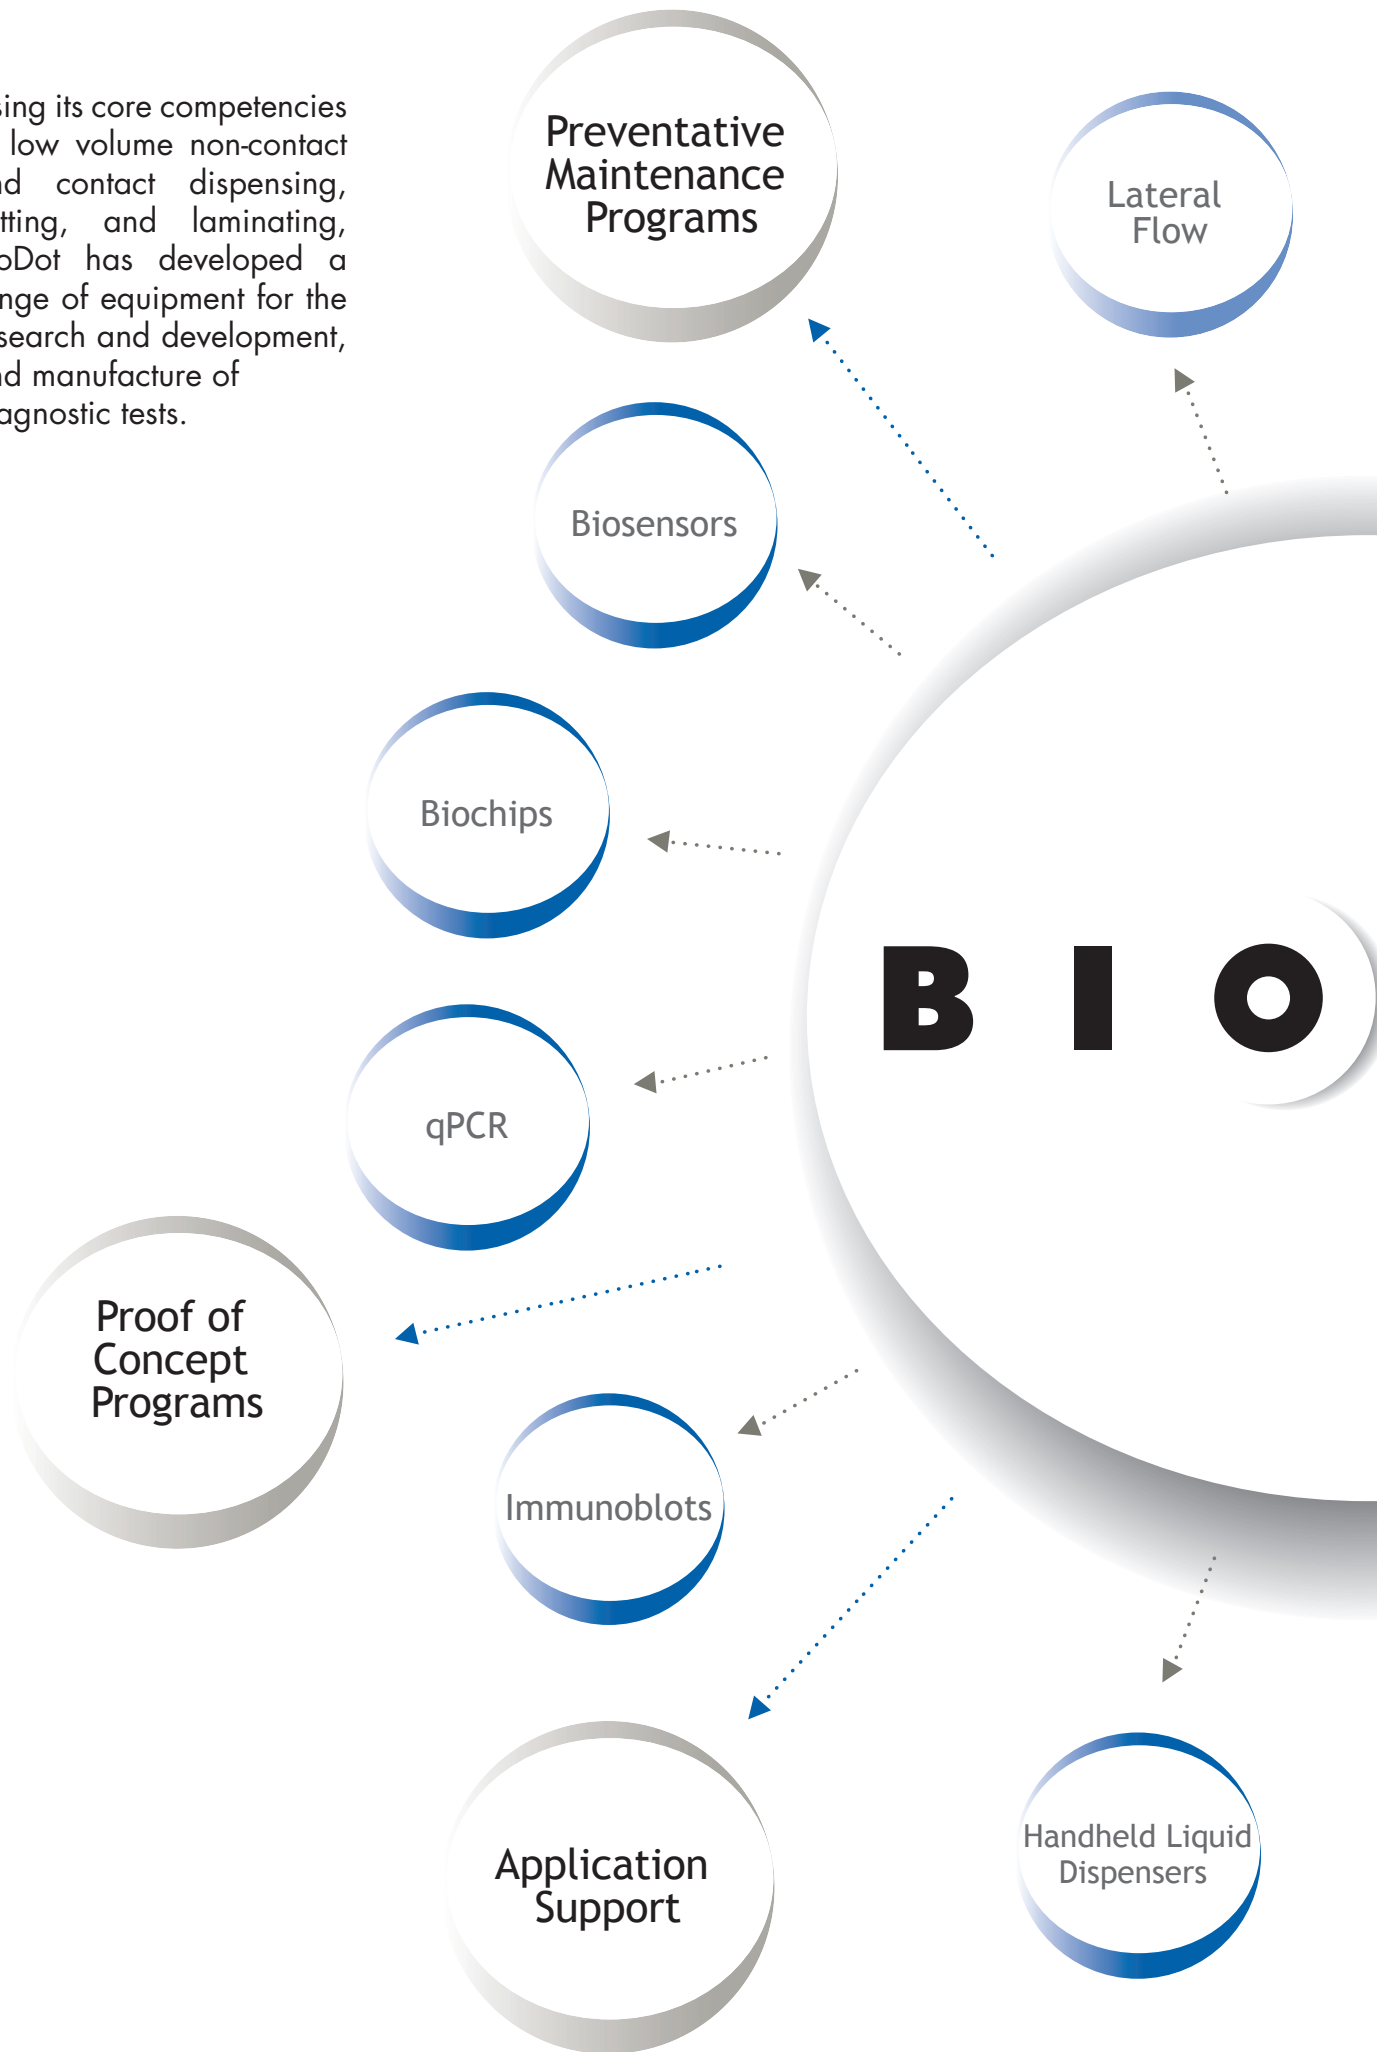 sing its core competencies
low volume non-contact
nd contact dispensing,
tting, and laminating,
oDot has developed a
nge of equipment for the
search and development,
nd manufacture of
agnostic tests.
Preventative
Maintenance
Programs
Lateral
Flow
Biosensors
Biochips
BIO
qPCR
Proof of
Concept
Programs
Immunoblots
Application
Support
Handheld Liquid
Dispensers